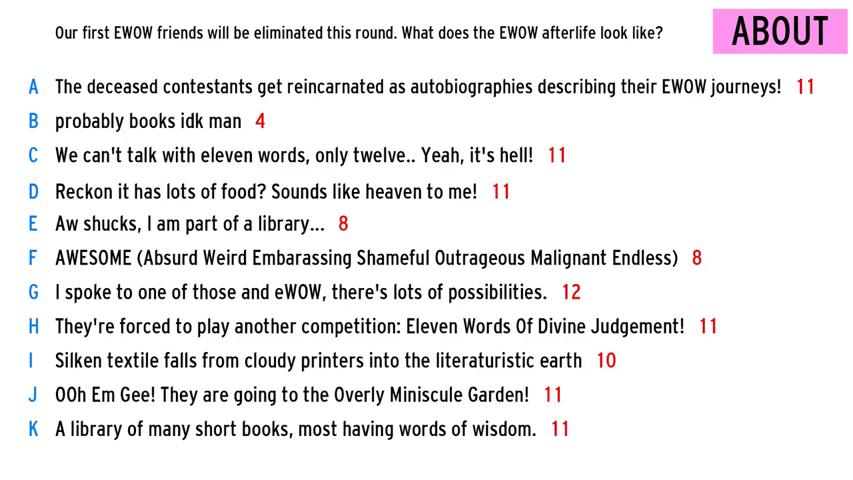 Our first EWOW friends will be eliminated this round. What does the EWOW afterlife look like?
ABOUT
A The deceased contestants get reincarnated as autobiographies describing their EWOW journeys! 11
B probably books idk man 4
C We can't talk with eleven words, only twelve.. Yeah, it's hell! 11
D Reckon it has lots of food? Sounds like heaven to me! 11
E Aw shucks, I am part of a library... 8
F AWESOME (Absurd Weird Embarassing Shameful Outrageous Malignant Endless) 8
G I spoke to one of those and eWOW, there's lots of possibilities. 12
H They're forced to play another competition: Eleven Words Of Divine Judgement! 11
I Silken textile falls from cloudy printers into the literaturistic earth 10
J OOh Em Gee! They are going to the Overly Miniscule Garden! 11
K A library of many short books, most having words of wisdom. 11